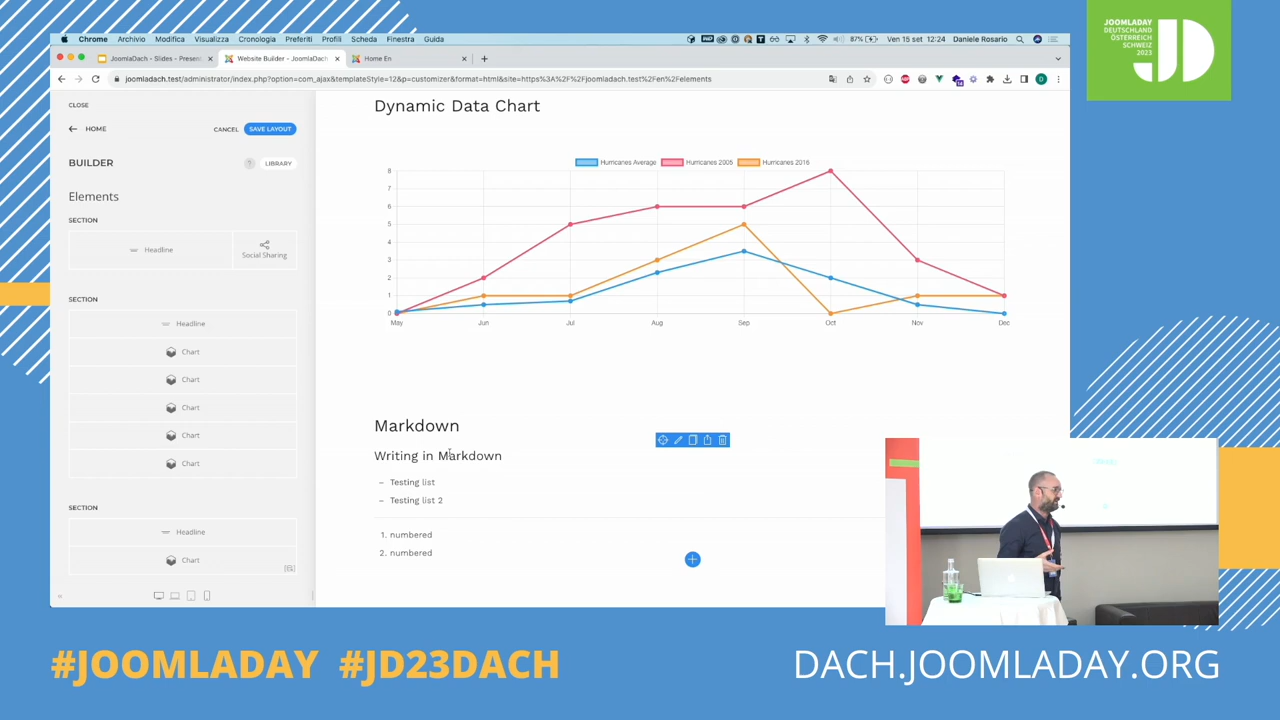 JOOMLADAY
DEUTSCHLAND
ÖSTERREICH
SCHWEIZ
2023
JD
Chrome Archivio Modifica Visualizza Cronologia Preferiti Profili Scheda Finestra Guida
87% Ven 15 set 12:24 Daniele Rosario
JoomlaDach - Slides - Present
Website Builder - JoomlaDach
Home En
joomladach.test/administrator/index.php?option=com_ajax&templateStyle=12&p=customizer&format=html&site=https%3A%2F%2Fjoomladach.test%2Fen%2Felements
CLOSE
HOME
CANCEL
SAVE LAYOUT
BUILDER
?
LIBRARY
Elements
SECTION
Headline
Social Sharing
SECTION
Headline
Chart
Chart
Chart
Chart
Chart
SECTION
Headline
Chart
Dynamic Data Chart
Hurricanes Average Hurricanes 2005 Hurricanes 2016
8
7
6
5
4
3
2
1
0
May Jun Jul Aug Sep Oct Nov Dec
Markdown
Writing in Markdown
– Testing list
– Testing list 2
1. numbered
2. numbered
#JOOMLADAY #JD23DACH
DACH.JOOMLADAY.ORG